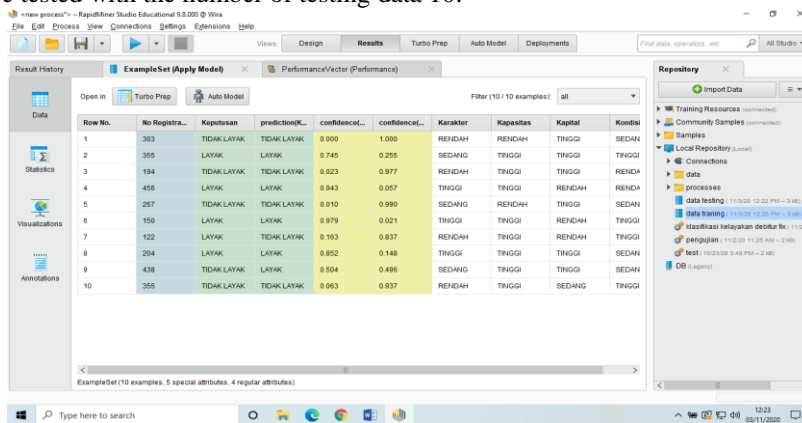 e tested with the number of testing data 10.
<new process*> – RapidMiner Studio Educational 9.8.000 @ Wire
File Edit Process View Connections Settings Extensions Help
Views: Design Results Turbo Prep Auto Model Deployments
Find data, operators...etc All Studio
Result History ExampleSet (Apply Model) PerformanceVector (Performance)
Repository
Open in Turbo Prep Auto Model Filter (10 / 10 examples): all
Import Data
Data
Statistics
Visualizations
Annotations
Row No. No Registra... Keputusan prediction(K... confidence(... confidence(... Karakter Kapasitas Kapital Kondisi
1 303 TIDAK LAYAK TIDAK LAYAK 0.000 1.000 RENDAH RENDAH TINGGI SEDAN
2 355 LAYAK LAYAK 0.745 0.255 SEDANG TINGGI TINGGI TINGGI
3 194 TIDAK LAYAK TIDAK LAYAK 0.023 0.977 RENDAH TINGGI TINGGI RENDA
4 456 LAYAK LAYAK 0.943 0.057 TINGGI TINGGI RENDAH RENDA
5 267 TIDAK LAYAK TIDAK LAYAK 0.010 0.990 SEDANG RENDAH TINGGI SEDAN
6 150 LAYAK LAYAK 0.979 0.021 TINGGI TINGGI RENDAH TINGGI
7 122 LAYAK TIDAK LAYAK 0.163 0.837 RENDAH TINGGI RENDAH TINGGI
8 204 LAYAK LAYAK 0.852 0.148 TINGGI TINGGI TINGGI SEDAN
9 438 TIDAK LAYAK LAYAK 0.504 0.496 SEDANG TINGGI TINGGI SEDAN
10 355 TIDAK LAYAK TIDAK LAYAK 0.063 0.937 RENDAH TINGGI SEDANG TINGGI
ExampleSet (10 examples, 5 special attributes, 4 regular attributes)
Training Resources (connected)
Community Samples (connected)
Samples
Local Repository (Local)
Connections
data
processes
data testing (11/3/20 12:22 PM – 5 kB)
data traning (11/3/20 12:20 PM – 3 kB)
klasifikasi kelayakan debitur fix (11/2
pengujian (11/2/20 11:25 AM – 2 kB)
test (10/23/20 3:49 PM – 2 kB)
DB (Legacy)
Type here to search
12:23
03/11/2020